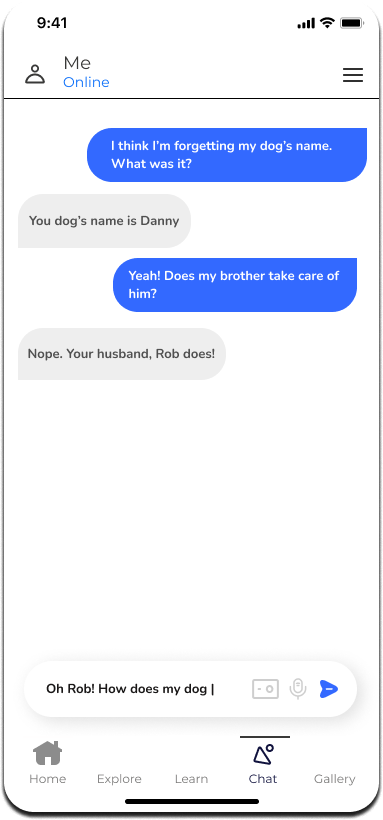 9:41
Me
Online
I think I'm forgetting my dog's name.
What was it?
You dog's name is Danny
Yeah! Does my brother take care of
him?
Nope. Your husband, Rob does!
Oh Rob! How does my dog |
Home Explore Learn Chat Gallery